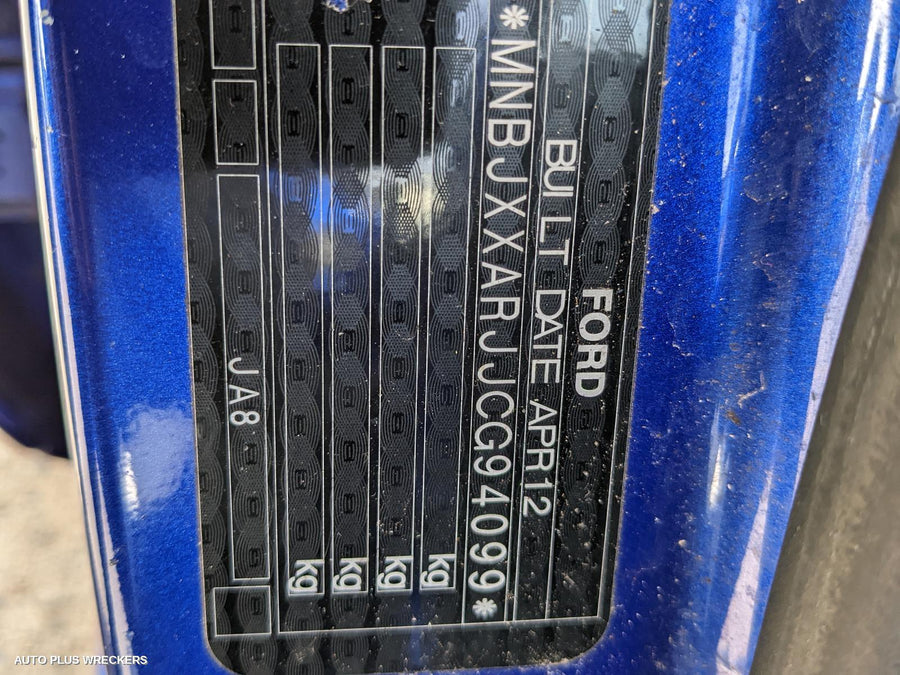 FORD
BUILT DATE APR12
*MNBJXXARJJCG94099*
kg
kg
kg
kg
JA8
AUTO PLUS WRECKERS